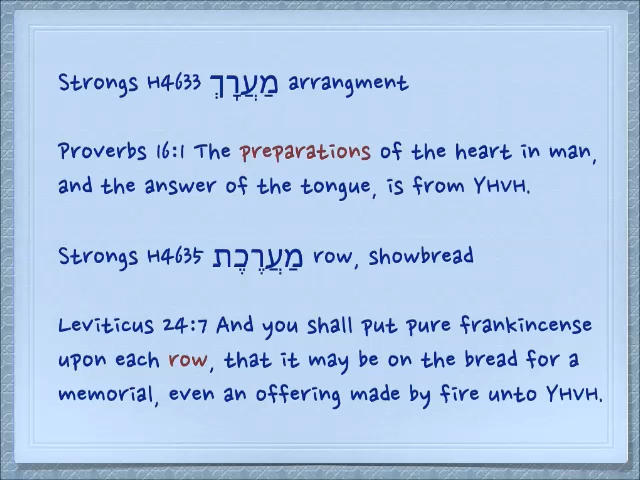 Strongs H4633 מַעֲרָךְ arrangment
Proverbs 16:1 The preparations of the heart in man,
and the answer of the tongue, is from YHVH.
Strongs H4635 מַעֲרֶכֶת row, showbread
Leviticus 24:7 And you shall put pure frankincense
upon each row, that it may be on the bread for a
memorial, even an offering made by fire unto YHVH.